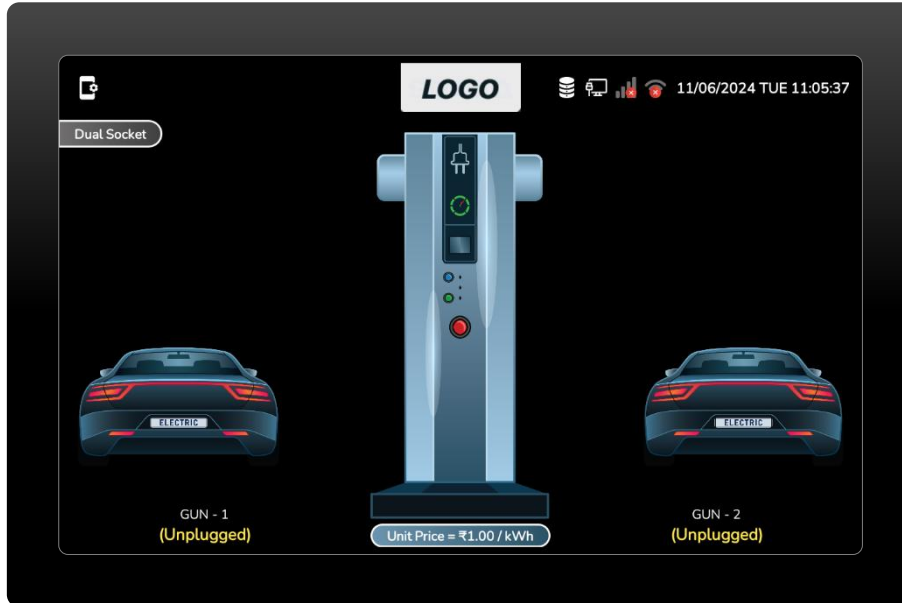 LOGO
11/06/2024 TUE 11:05:37
Dual Socket
ELECTRIC
ELECTRIC
GUN - 1
(Unplugged)
Unit Price = ₹1.00 / kWh
GUN - 2
(Unplugged)